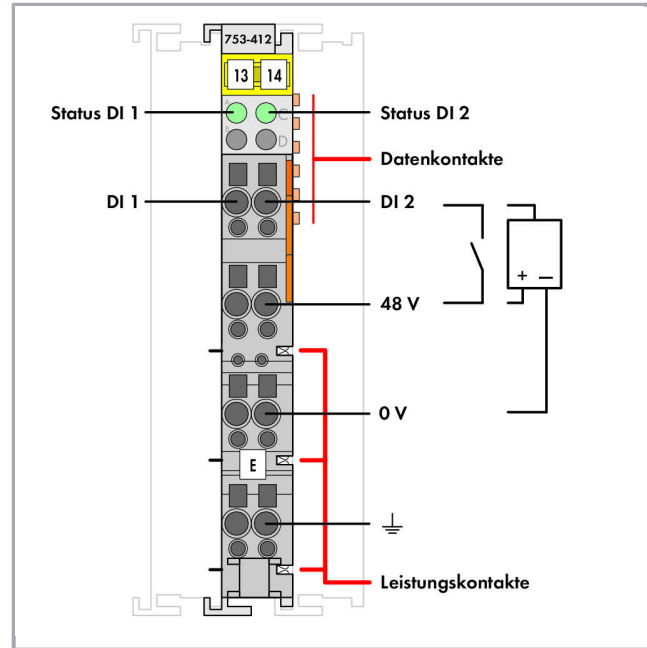 753-412
13 14
Status DI 1
A
C
Status DI 2
B
D
Datenkontakte
DI 1
DI 2
+ –
48 V
0 V
E
Leistungskontakte